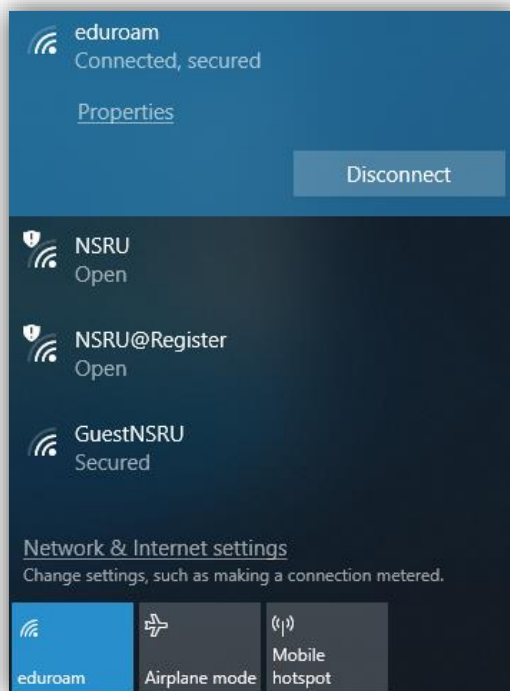 eduroam
Connected, secured
Properties
Disconnect
NSRU
Open
NSRU@Register
Open
GuestNSRU
Secured
Network & Internet settings
Change settings, such as making a connection metered.
eduroam
Airplane mode
Mobile
hotspot